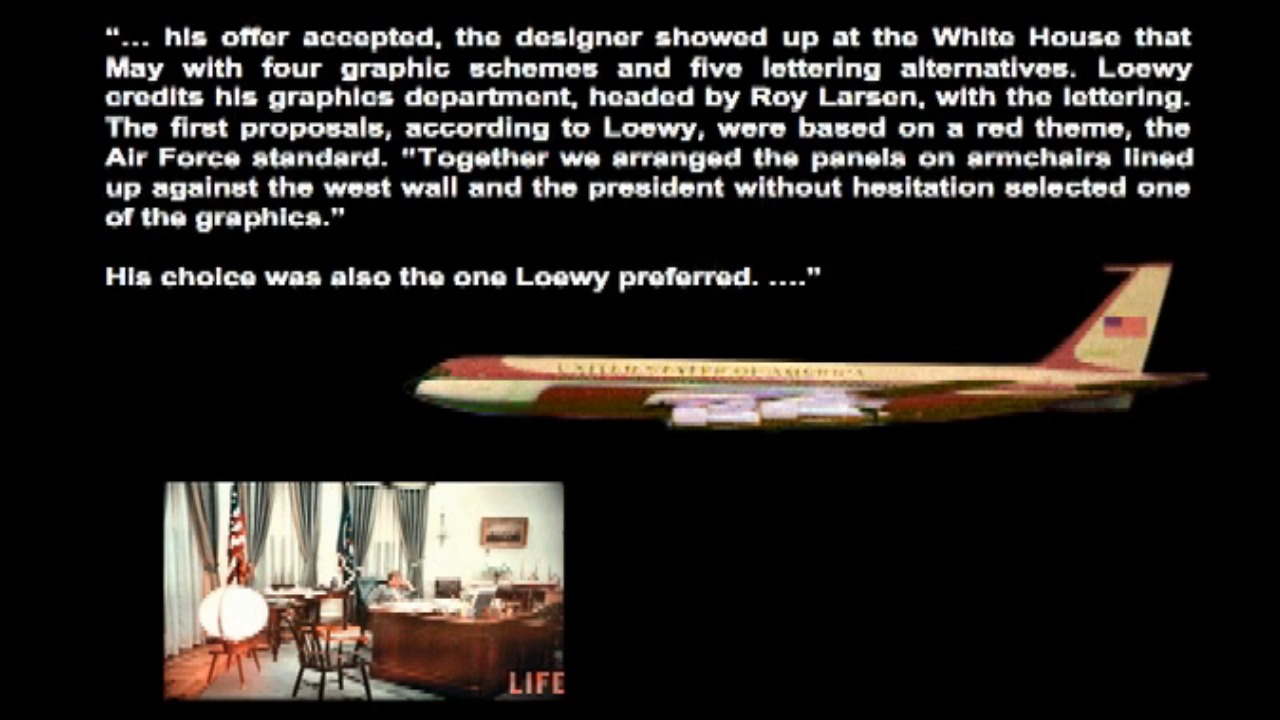 "... his offer accepted, the designer showed up at the White House that
May with four graphic schemes and five lettering alternatives. Loewy
credits his graphics department, headed by Roy Larsen, with the lettering.
The first proposals, according to Loewy, were based on a red theme, the
Air Force standard. "Together we arranged the panels on armchairs lined
up against the west wall and the president without hesitation selected one
of the graphics."
His choice was also the one Loewy preferred. ...."
UNITED STATES OF AMERICA
LIFE